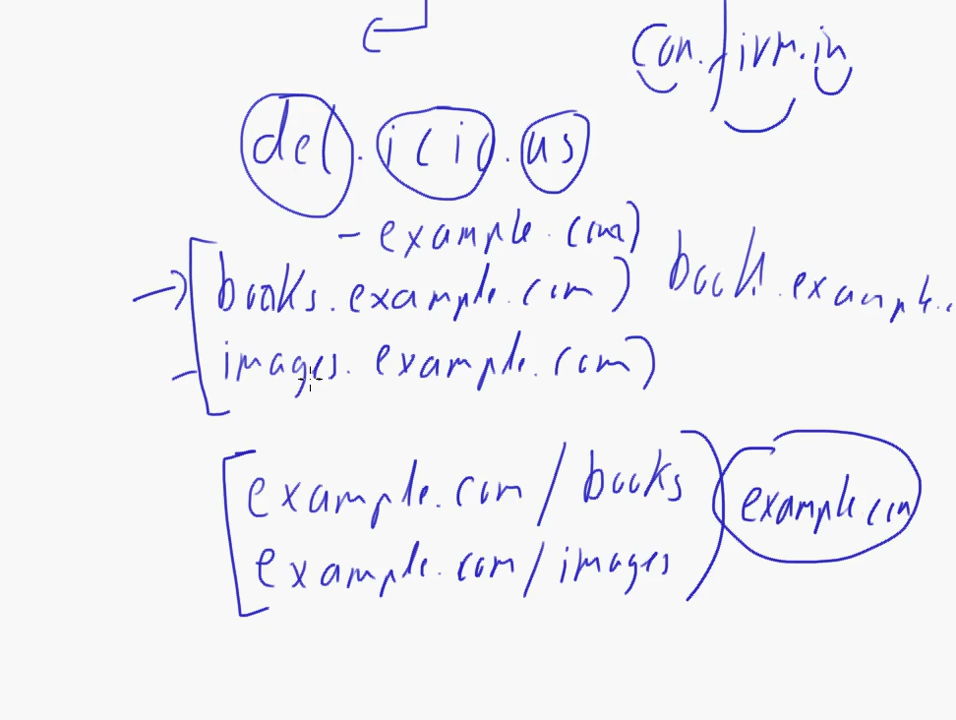 con.firm.in
del.icio.us
- example.com)
books.example.com) book.example.
images.example.com)
example.com/books
example.com
example.com/images